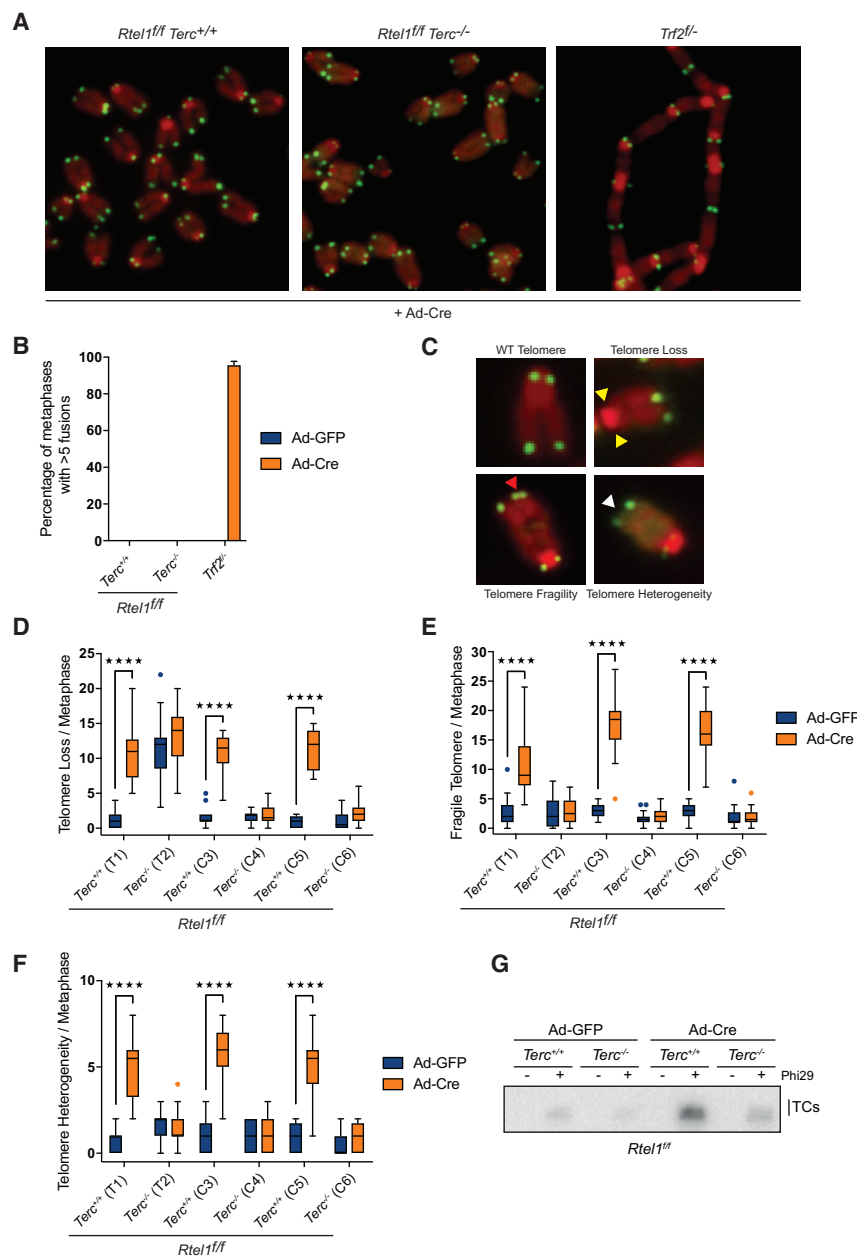 A
Rtel1f/f Terc+/+
Rtel1f/f Terc-/-
Trf2f/-
+ Ad-Cre
B
Percentage of metaphases
with >5 fusions
100
80
60
40
20
0
Terc+/+
Terc-/-
Trf2f/-
Rtel1f/f
Ad-GFP
Ad-Cre
C
WT Telomere
Telomere Loss
Telomere Fragility
Telomere Heterogeneity
D
Telomere Loss / Metaphase
25
20
15
10
5
0
★★★★
★★★★
★★★★
Terc+/+ (T1)
Terc-/- (T2)
Terc+/+ (C3)
Terc-/- (C4)
Terc+/+ (C5)
Terc-/- (C6)
Rtel1f/f
E
Fragile Telomere / Metaphase
30
25
20
15
10
5
0
★★★★
★★★★
★★★★
Terc+/+ (T1)
Terc-/- (T2)
Terc+/+ (C3)
Terc-/- (C4)
Terc+/+ (C5)
Terc-/- (C6)
Rtel1f/f
Ad-GFP
Ad-Cre
F
Telomere Heterogeneity / Metaphase
10
5
0
★★★★
★★★★
★★★★
Terc+/+ (T1)
Terc-/- (T2)
Terc+/+ (C3)
Terc-/- (C4)
Terc+/+ (C5)
Terc-/- (C6)
Rtel1f/f
Ad-GFP
Ad-Cre
G
Ad-GFP
Ad-Cre
Terc+/+
Terc-/-
Terc+/+
Terc-/-
- + - + - + - + Phi29
TCs
Rtel1f/f